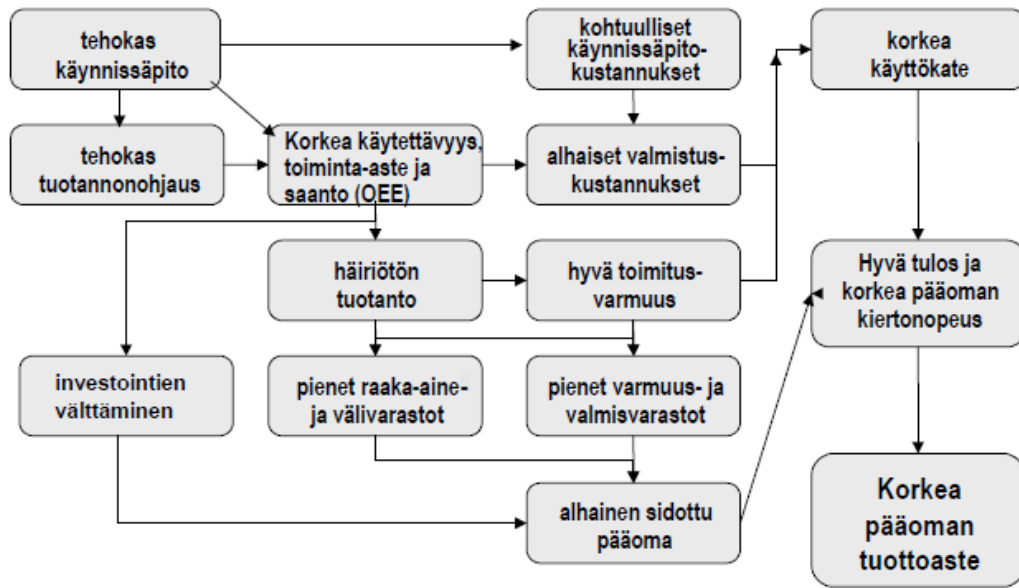 tehokas
käynnissäpito
kohtuulliset
käynnissäpito-
kustannukset
korkea
käyttökate
tehokas
tuotannonohjaus
Korkea käytettävyys,
toiminta-aste ja
saanto (OEE)
alhaiset valmistus-
kustannukset
häiriötön
tuotanto
hyvä toimitus-
varmuus
Hyvä tulos ja
korkea pääoman
kiertonopeus
investointien
välttäminen
pienet raaka-aine-
ja välivarastot
pienet varmuus- ja
valmisvarastot
alhainen sidottu
pääoma
Korkea
pääoman
tuottoaste